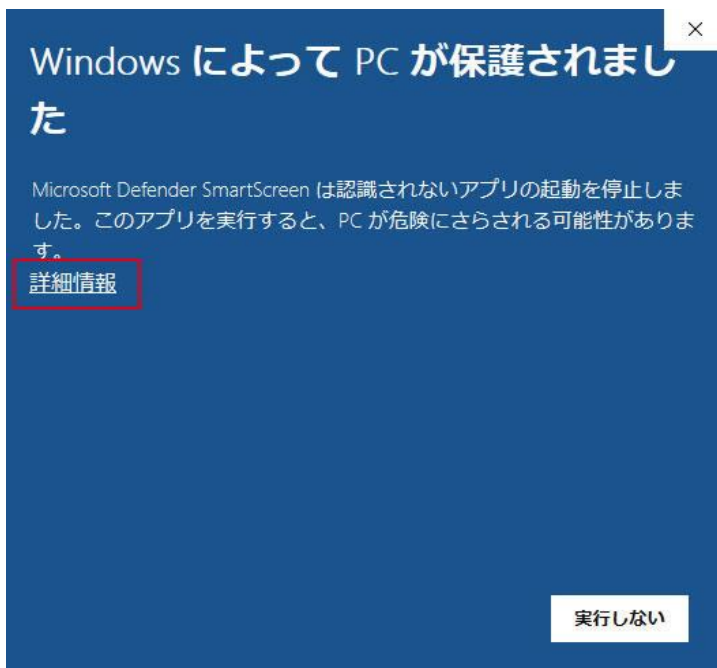 Windows によって PC が保護されまし
た
Microsoft Defender SmartScreen は認識されないアプリの起動を停止しま
した。このアプリを実行すると、PC が危険にさらされる可能性がありま
す。
詳細情報
実行しない